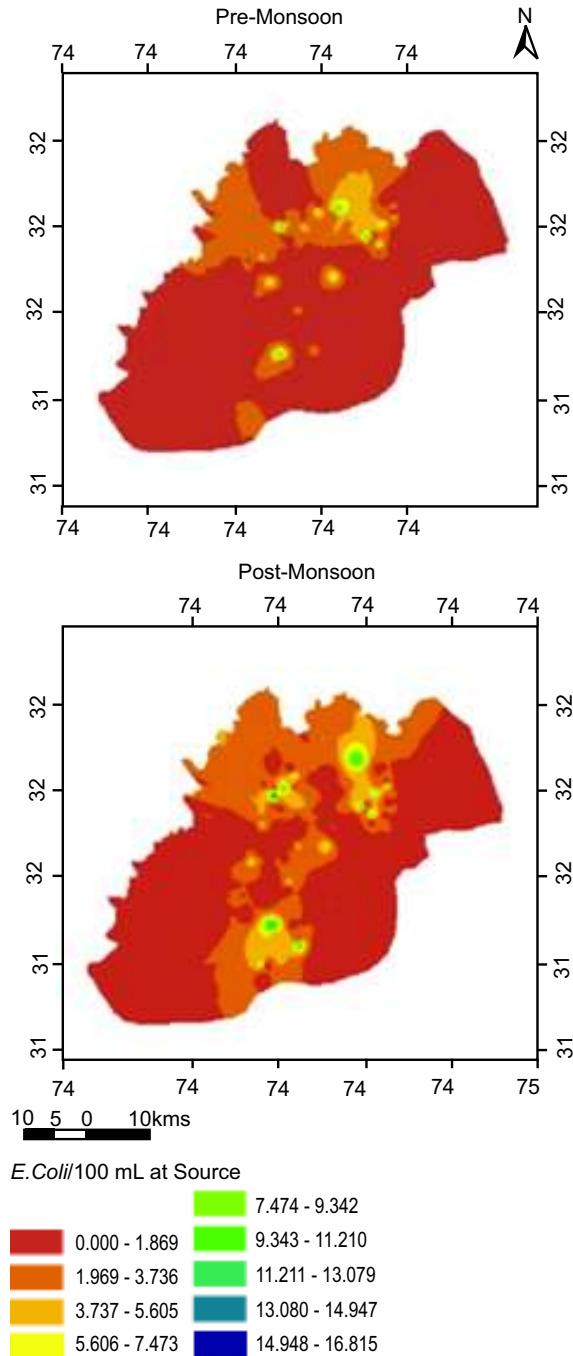 Pre-Monsoon
N
74 74 74 74 74
32 32
32 32
32 32
31 31
31 31
74 74 74 74 74
Post-Monsoon
74 74 74 74 74
32 32
32 32
32 32
31 31
31 31
74 74 74 74 74 75
10 5 0 10kms
E.Coli/100 mL at Source
7.474 - 9.342
0.000 - 1.869 9.343 - 11.210
1.969 - 3.736 11.211 - 13.079
3.737 - 5.605 13.080 - 14.947
5.606 - 7.473 14.948 - 16.815